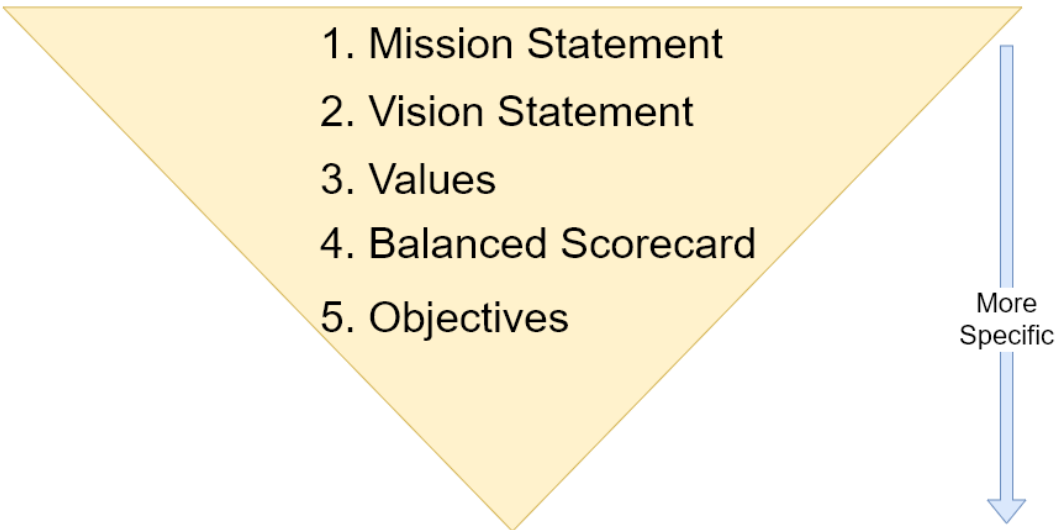 1. Mission Statement
2. Vision Statement
3. Values
4. Balanced Scorecard
5. Objectives
More
Specific